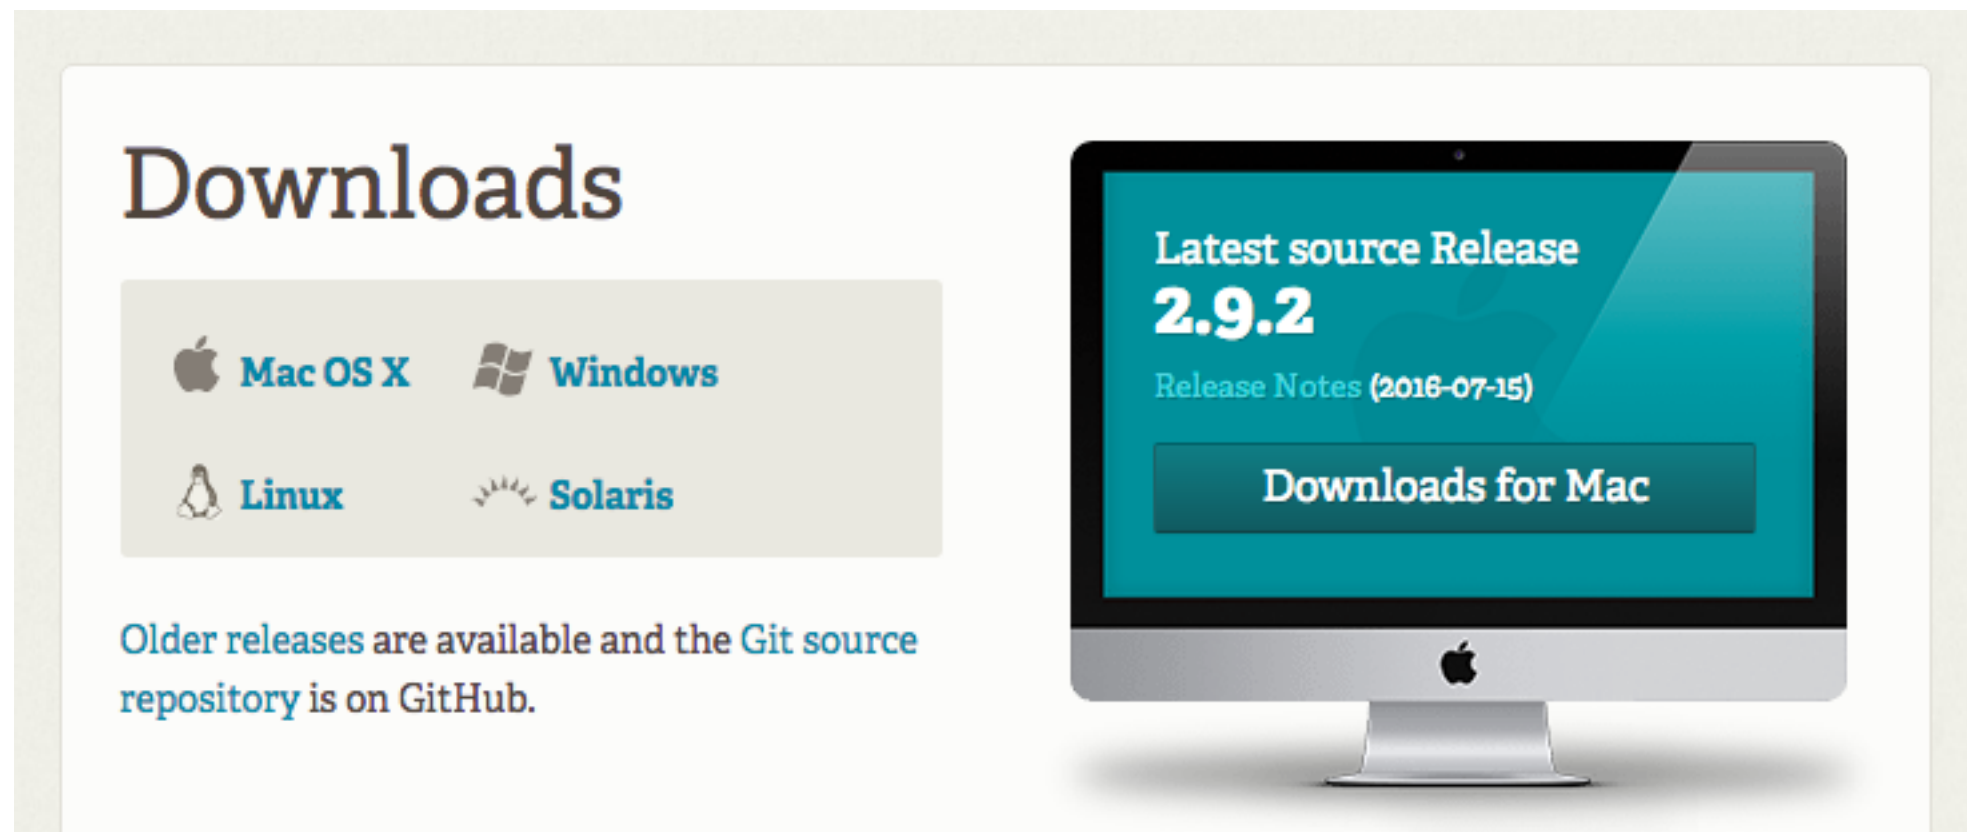 Downloads
Mac OS X
Windows
Linux
Solaris
Older releases are available and the Git source
repository is on GitHub.
Latest source Release
2.9.2
Release Notes (2016-07-15)
Downloads for Mac